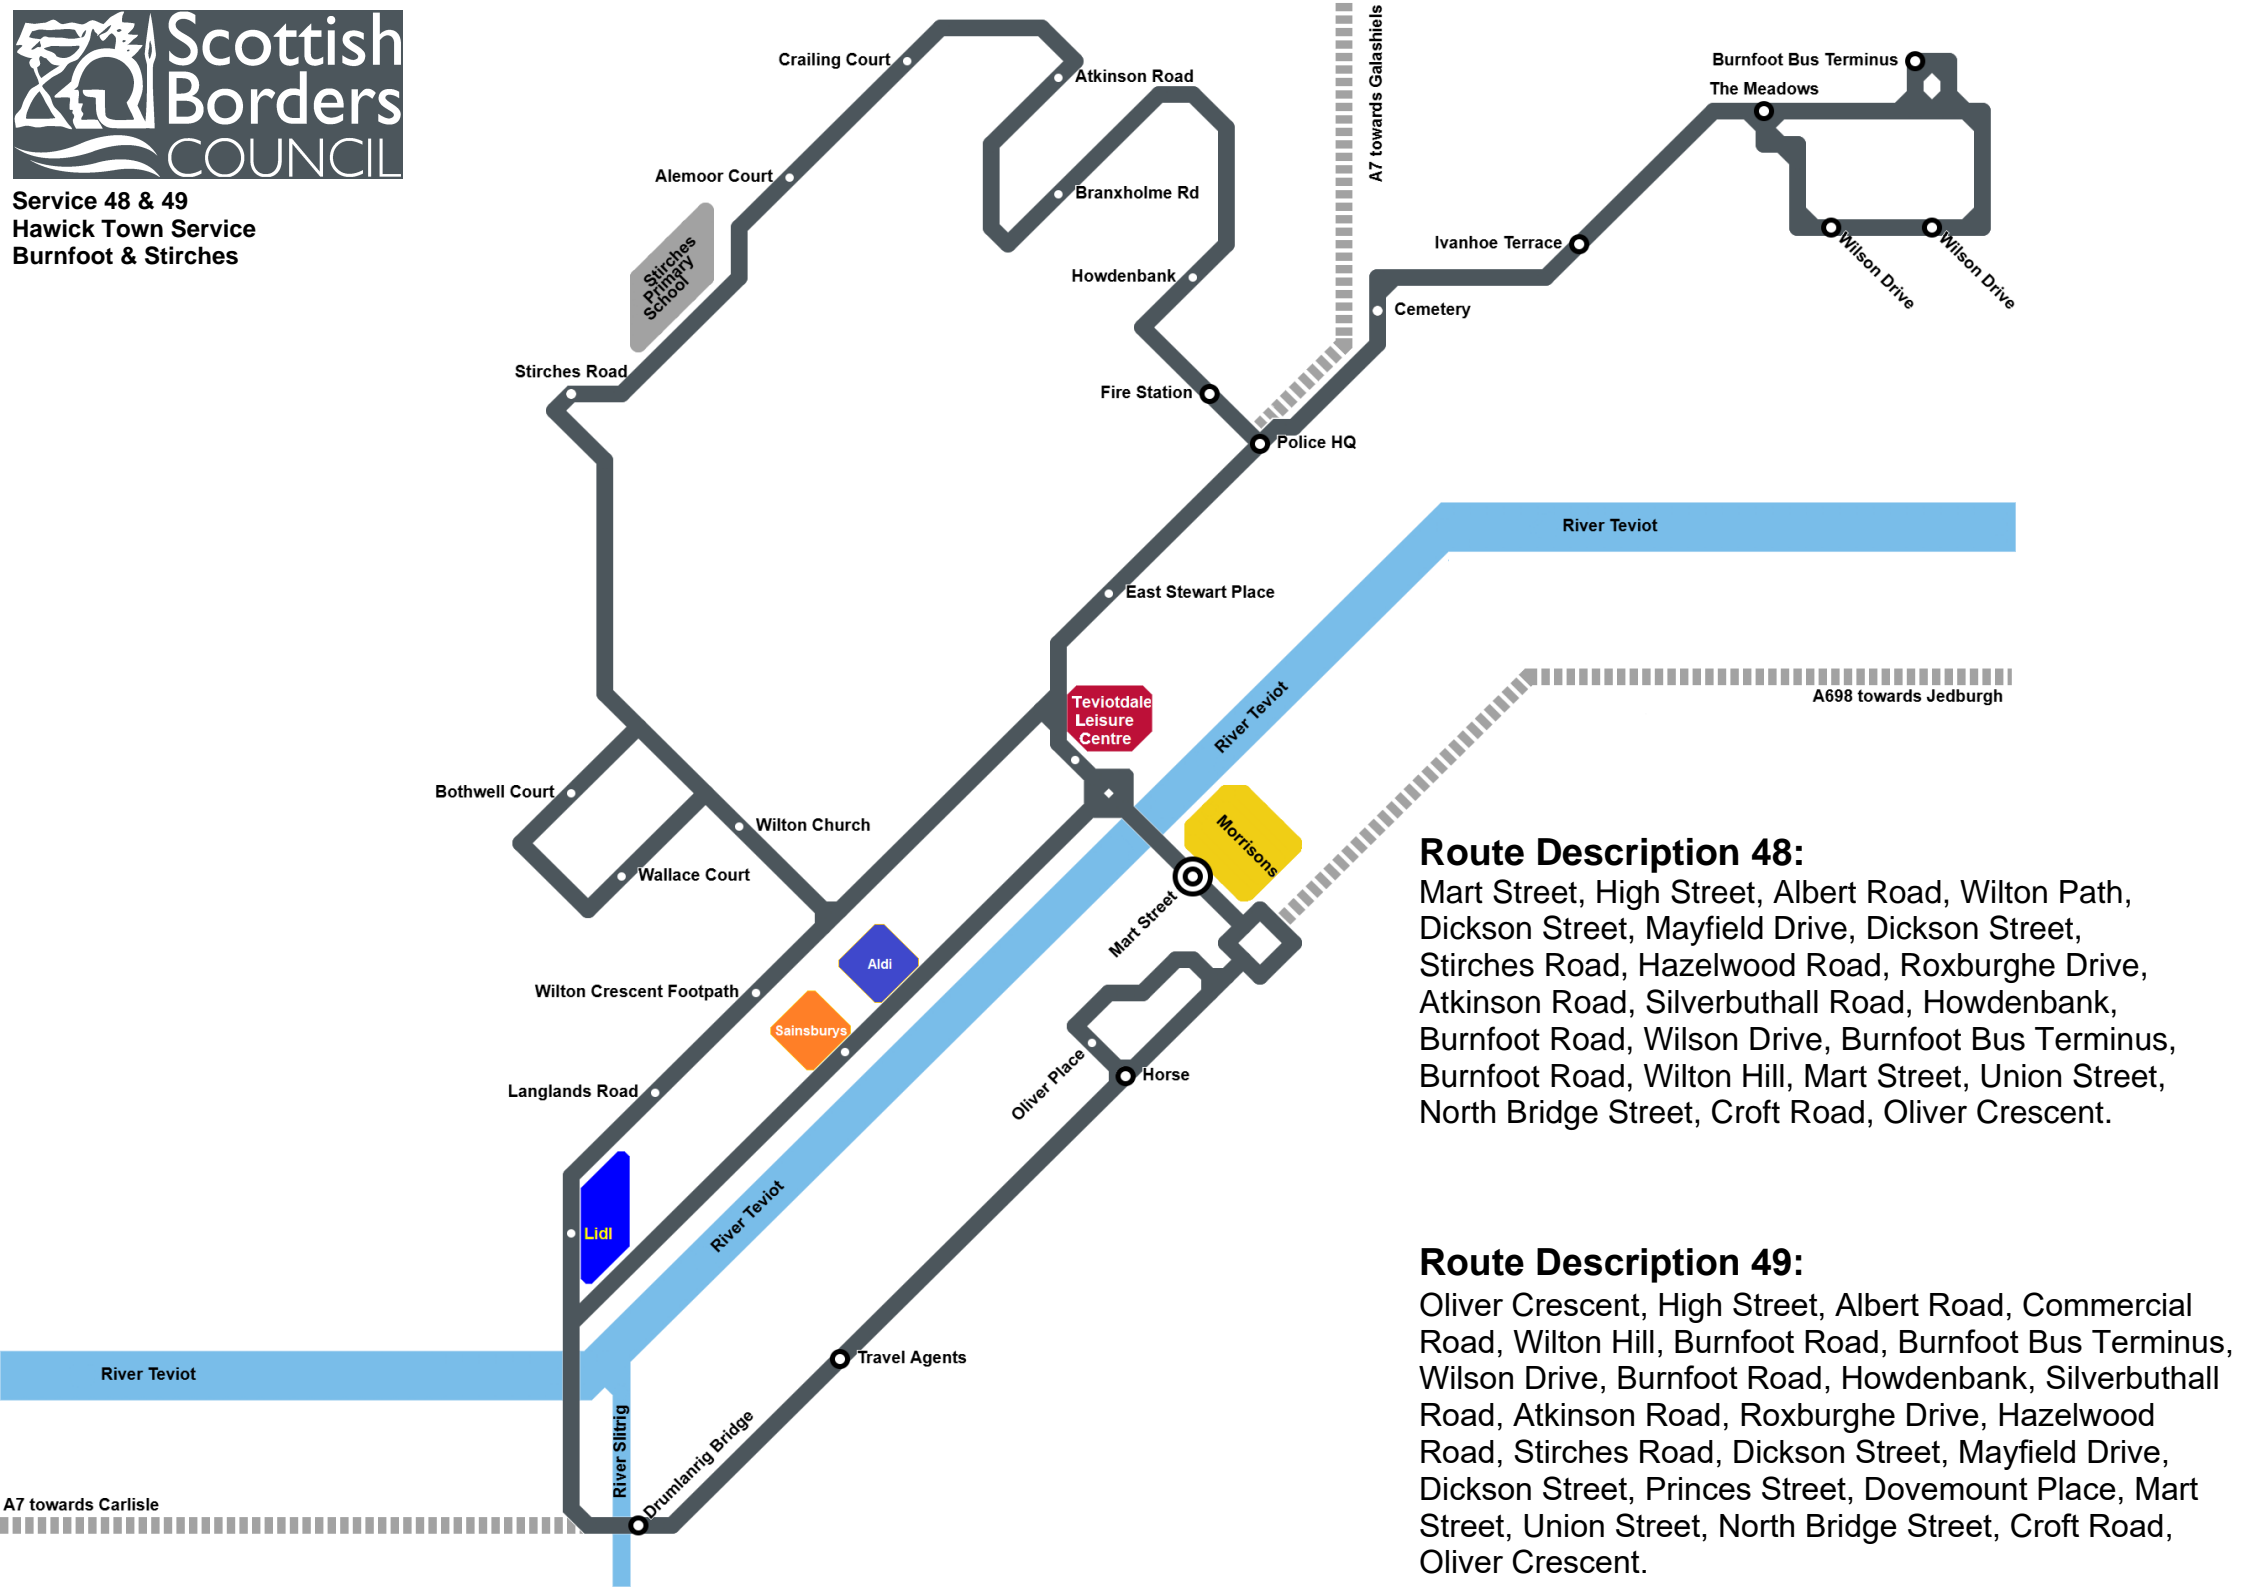 Scottish
Borders
COUNCIL
Service 48 & 49
Hawick Town Service
Burnfoot & Stirches
Crailing Court
Atkinson Road
A7 towards Galashiels
Burnfoot Bus Terminus
The Meadows
Alemoor Court
Branxholme Rd
Stirches
Primary
School
Ivanhoe Terrace
Wilson Drive
Wilson Drive
Howdenbank
Cemetery
Stirches Road
Fire Station
Police HQ
River Teviot
East Stewart Place
Teviotdale
Leisure
Centre
River Teviot
A698 towards Jedburgh
Bothwell Court
Wilton Church
Morrisons
Wallace Court
Mart Street
Aldi
Wilton Crescent Footpath
Sainsburys
Langlands Road
Oliver Place
Horse
River Teviot
Lidl
Travel Agents
River Teviot
River Slitrig
Drumlanrig Bridge
A7 towards Carlisle
Route Description 48:
Mart Street, High Street, Albert Road, Wilton Path,
Dickson Street, Mayfield Drive, Dickson Street,
Stirches Road, Hazelwood Road, Roxburghe Drive,
Atkinson Road, Silverbuthall Road, Howdenbank,
Burnfoot Road, Wilson Drive, Burnfoot Bus Terminus,
Burnfoot Road, Wilton Hill, Mart Street, Union Street,
North Bridge Street, Croft Road, Oliver Crescent.
Route Description 49:
Oliver Crescent, High Street, Albert Road, Commercial
Road, Wilton Hill, Burnfoot Road, Burnfoot Bus Terminus,
Wilson Drive, Burnfoot Road, Howdenbank, Silverbuthall
Road, Atkinson Road, Roxburghe Drive, Hazelwood
Road, Stirches Road, Dickson Street, Mayfield Drive,
Dickson Street, Princes Street, Dovemount Place, Mart
Street, Union Street, North Bridge Street, Croft Road,
Oliver Crescent.